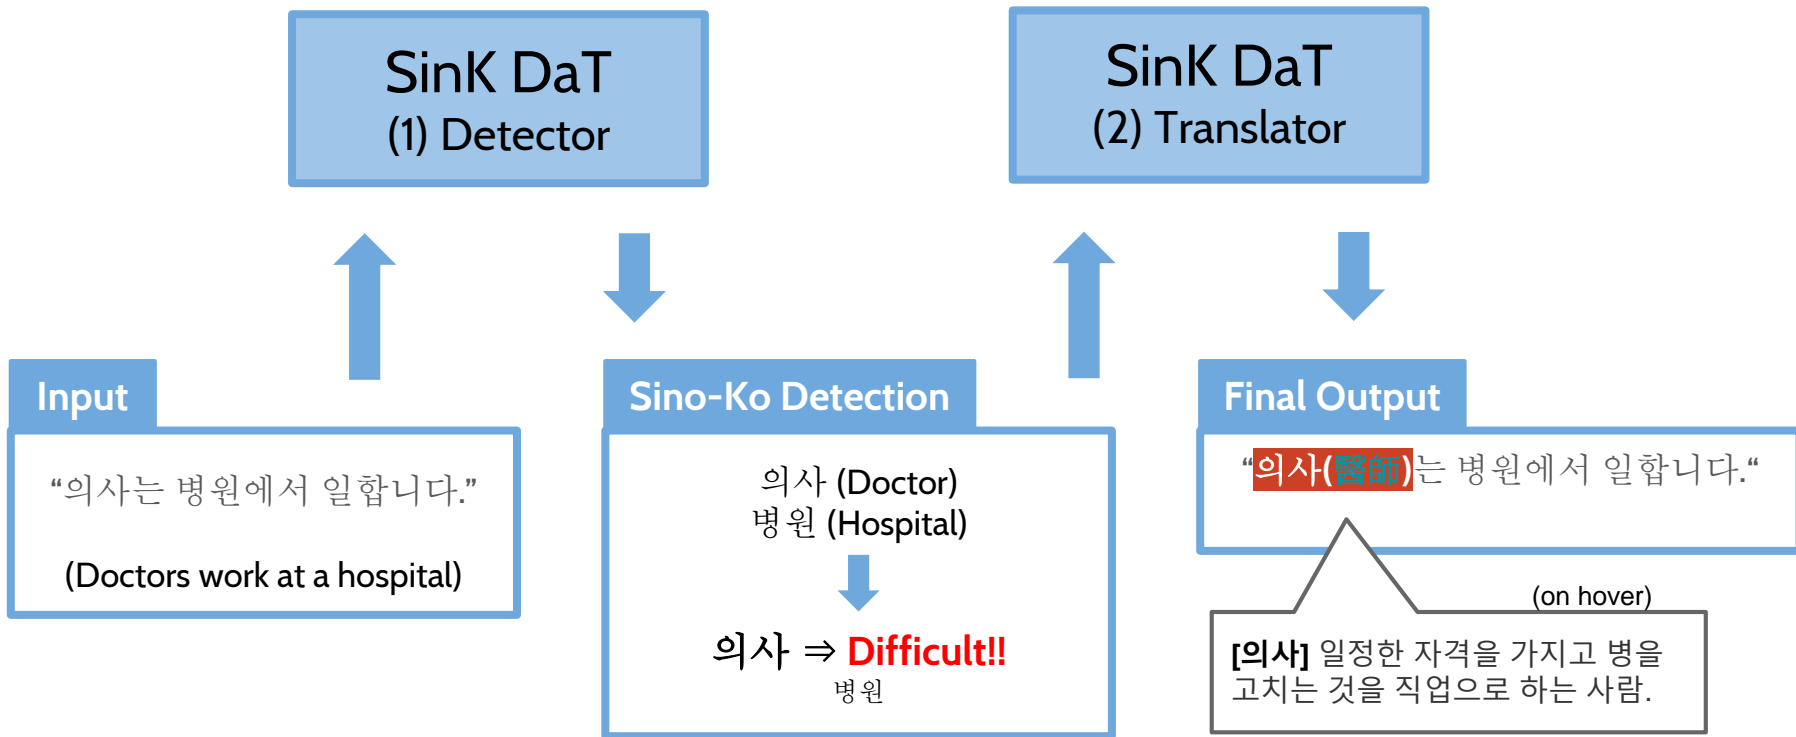 SinK DaT
(1) Detector
SinK DaT
(2) Translator
Input
“의사는 병원에서 일합니다.”
(Doctors work at a hospital)
Sino-Ko Detection
의사 (Doctor)
병원 (Hospital)
의사 ⇒ Difficult!!
병원
Final Output
“의사(醫師)는 병원에서 일합니다.“
(on hover)
[의사] 일정한 자격을 가지고 병을
고치는 것을 직업으로 하는 사람.